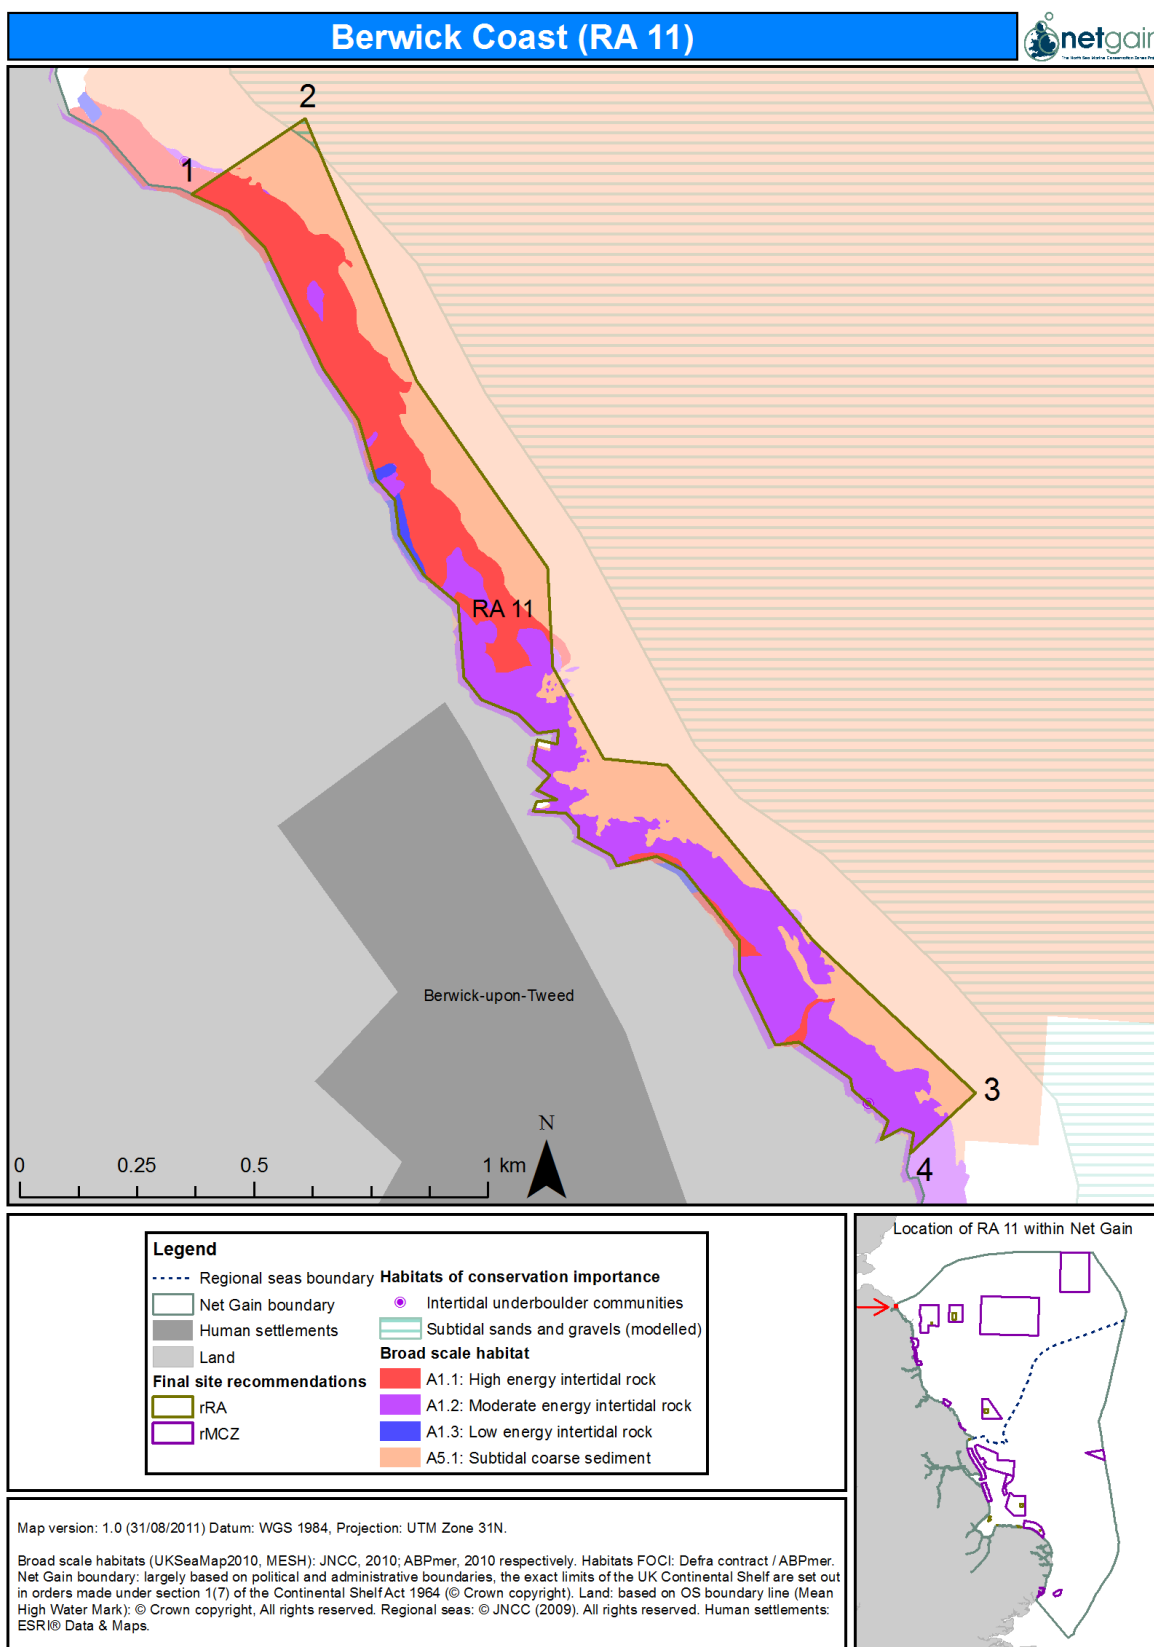 Berwick Coast (RA 11)
netgain
The North Sea Marine Conservation Zones Project
2
1
RA 11
Berwick-upon-Tweed
3
N
0 0.25 0.5 1 km
4
Legend
Regional seas boundary
Net Gain boundary
Human settlements
Land
Final site recommendations
rRA
rMCZ
Habitats of conservation importance
Intertidal underboulder communities
Subtidal sands and gravels (modelled)
Broad scale habitat
A1.1: High energy intertidal rock
A1.2: Moderate energy intertidal rock
A1.3: Low energy intertidal rock
A5.1: Subtidal coarse sediment
Location of RA 11 within Net Gain
Map version: 1.0 (31/08/2011) Datum: WGS 1984, Projection: UTM Zone 31N.
Broad scale habitats (UKSeaMap2010, MESH): JNCC, 2010; ABPmer, 2010 respectively. Habitats FOCI: Defra contract / ABPmer.
Net Gain boundary: largely based on political and administrative boundaries, the exact limits of the UK Continental Shelf are set out
in orders made under section 1(7) of the Continental Shelf Act 1964 (© Crown copyright). Land: based on OS boundary line (Mean
High Water Mark): © Crown copyright, All rights reserved. Regional seas: © JNCC (2009). All rights reserved. Human settlements:
ESRI® Data & Maps.